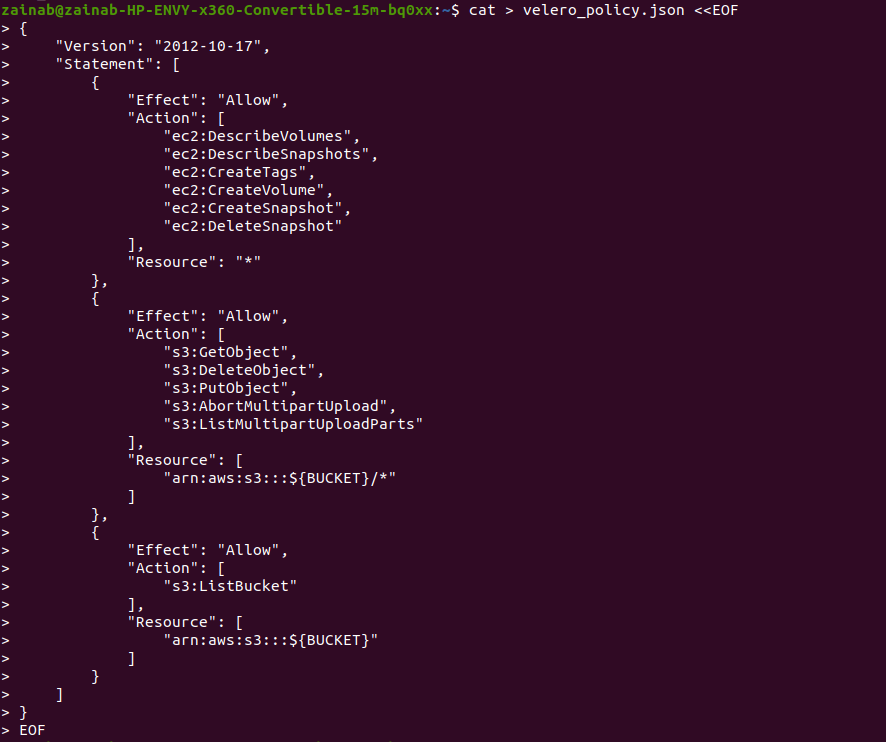 zainab@zainab-HP-ENVY-x360-Convertible-15m-bq0xx:~$ cat > velero_policy.json <<EOF
> {
>     "Version": "2012-10-17",
>     "Statement": [
>         {
>             "Effect": "Allow",
>             "Action": [
>                 "ec2:DescribeVolumes",
>                 "ec2:DescribeSnapshots",
>                 "ec2:CreateTags",
>                 "ec2:CreateVolume",
>                 "ec2:CreateSnapshot",
>                 "ec2:DeleteSnapshot"
>             ],
>             "Resource": "*"
>         },
>         {
>             "Effect": "Allow",
>             "Action": [
>                 "s3:GetObject",
>                 "s3:DeleteObject",
>                 "s3:PutObject",
>                 "s3:AbortMultipartUpload",
>                 "s3:ListMultipartUploadParts"
>             ],
>             "Resource": [
>                 "arn:aws:s3:::${BUCKET}/*"
>             ]
>         },
>         {
>             "Effect": "Allow",
>             "Action": [
>                 "s3:ListBucket"
>             ],
>             "Resource": [
>                 "arn:aws:s3:::${BUCKET}"
>             ]
>         }
>     ]
> }
> EOF